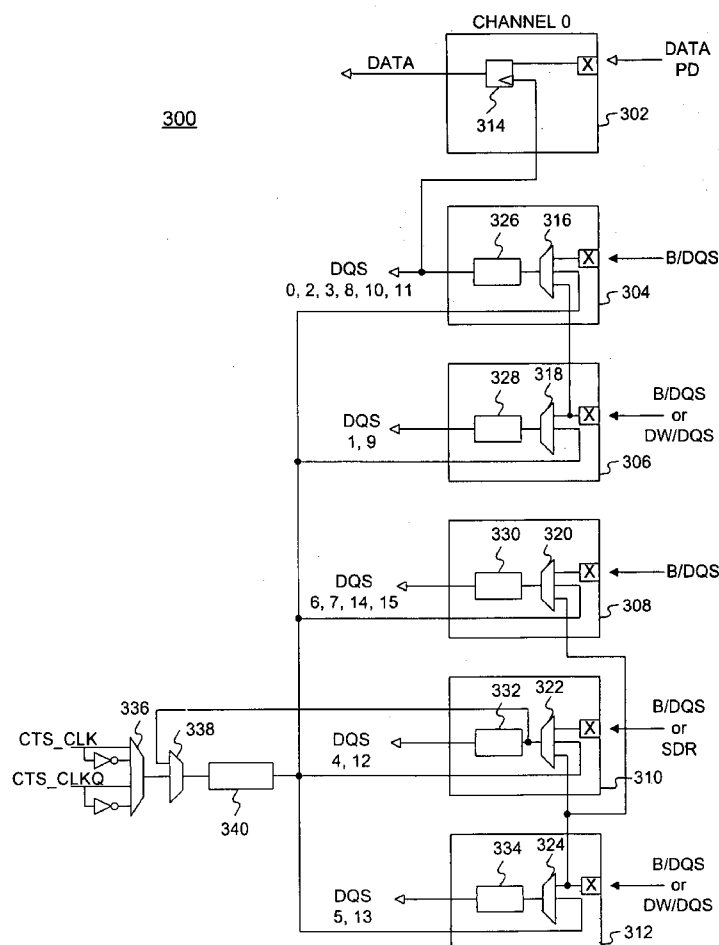 CHANNEL 0
DATA
X
DATA
PD
314
302
300
326
316
X
B/DQS
DQS
0, 2, 3, 8, 10, 11
304
328
318
X
B/DQS
or
DW/DQS
DQS
1, 9
306
330
320
X
B/DQS
DQS
6, 7, 14, 15
308
332
322
X
B/DQS
or
SDR
DQS
4, 12
310
336
338
CTS_CLK
CTS_CLKQ
340
334
324
X
B/DQS
or
DW/DQS
DQS
5, 13
312